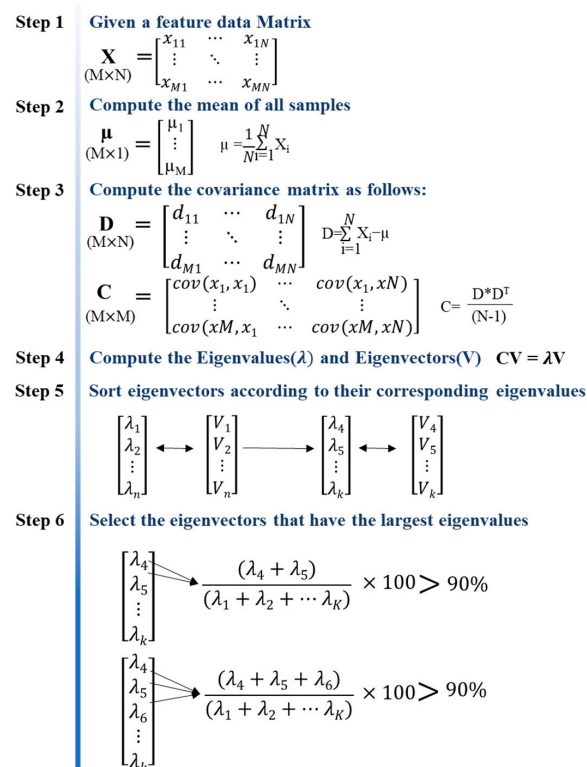 Step 1 Given a feature data Matrix
X (M×N) = [x₁₁ ⋯ x₁N
⋮ ⋱ ⋮
xM1 ⋯ xMN]
Step 2 Compute the mean of all samples
μ (M×1) = [μ₁
⋮
μM] μ = 1/N N∑i=1 Xᵢ
Step 3 Compute the covariance matrix as follows:
D (M×N) = [d₁₁ ⋯ d₁N
⋮ ⋱ ⋮
dM1 ⋯ dMN] D=N∑i=1 Xᵢ−μ
C (M×M) = [cov(x₁,x₁) ⋯ cov(x₁,xN)
⋮ ⋱ ⋮
cov(xM,x₁ ⋯ cov(xM,xN)] C= D*Dᵀ/(N-1)
Step 4 Compute the Eigenvalues(λ) and Eigenvectors(V) CV = λV
Step 5 Sort eigenvectors according to their corresponding eigenvalues
[λ₁ ↔ [V₁ → [λ₄ ↔ [V₄
λ₂ V₂ λ₅ V₅
⋮ ⋮ ⋮ ⋮
λₙ] Vₙ] λₖ] Vₖ]
Step 6 Select the eigenvectors that have the largest eigenvalues
[λ₄
λ₅
⋮
λₖ] (λ₄ + λ₅)/(λ₁ + λ₂ + ⋯ λK) × 100 > 90%
[λ₄
λ₅
λ₆
⋮
λₖ] (λ₄ + λ₅ + λ₆)/(λ₁ + λ₂ + ⋯ λK) × 100 > 90%